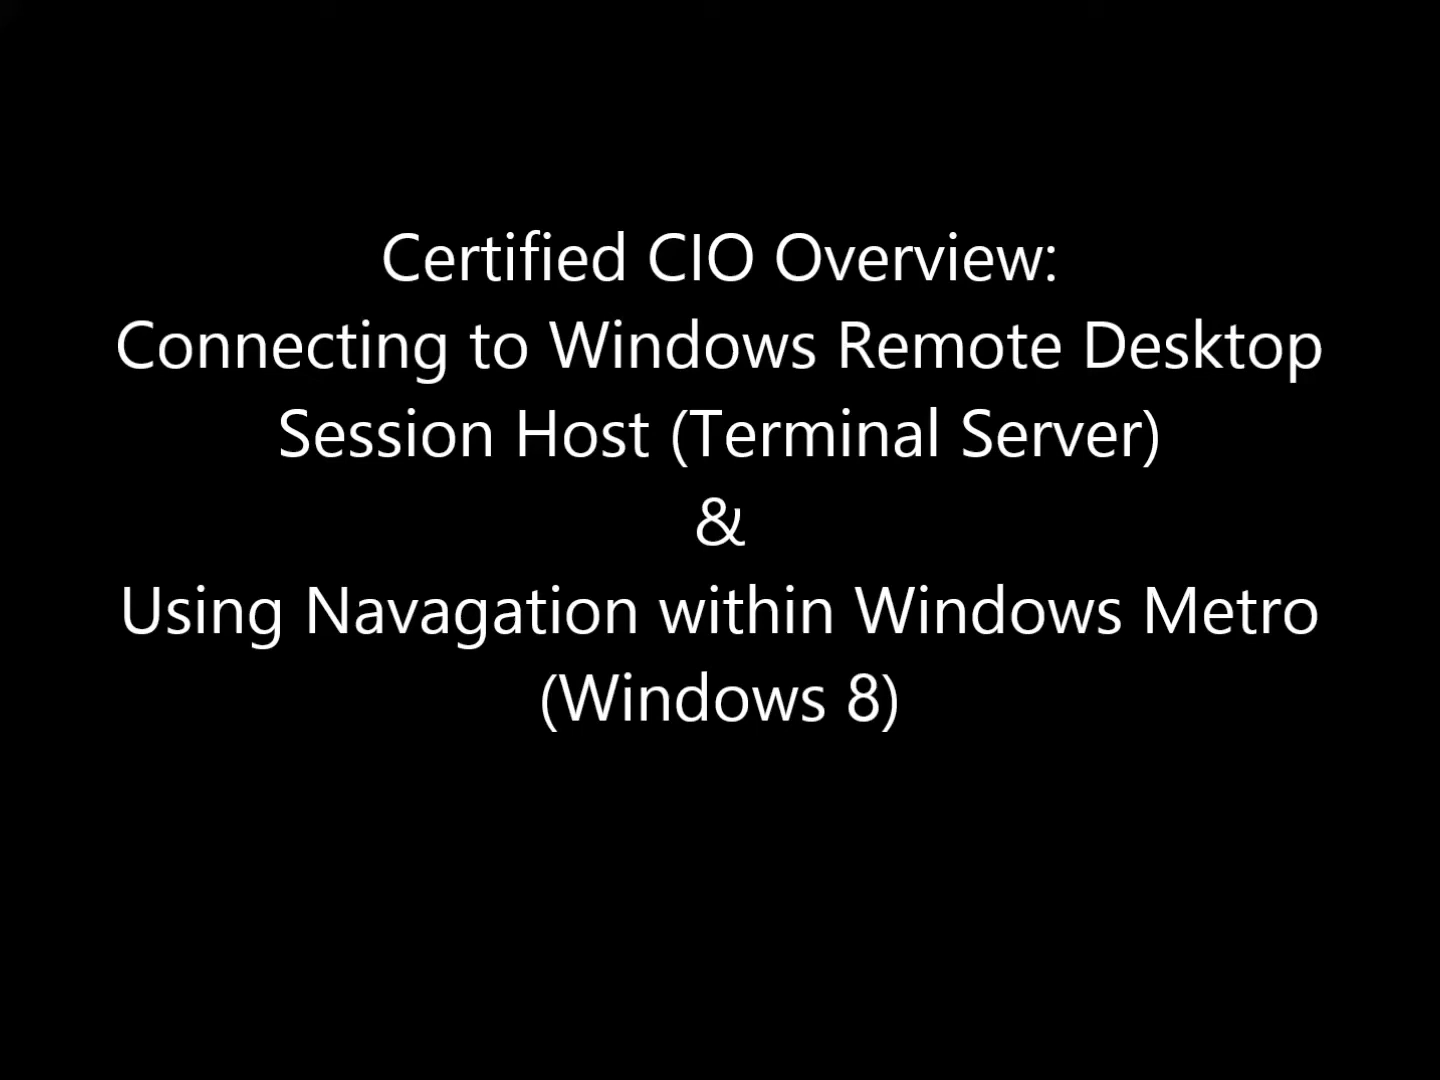 Certified CIO Overview:
Connecting to Windows Remote Desktop
Session Host (Terminal Server)
&
Using Navagation within Windows Metro
(Windows 8)